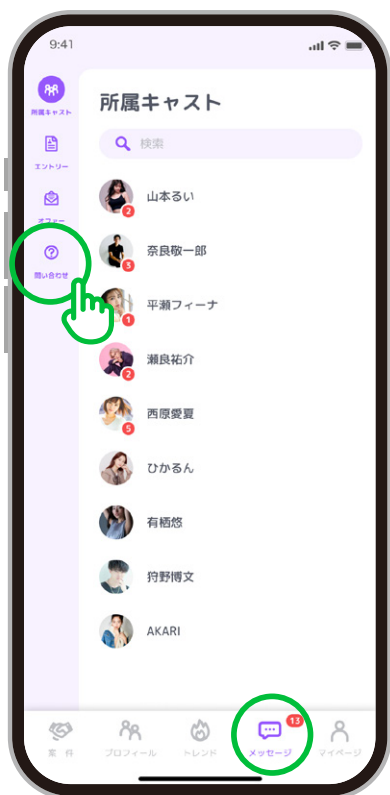 9:41
所属キャスト
エントリー
オファー
問い合わせ
所属キャスト
検索
山本るい
2
奈良敬一郎
3
平瀬フィーナ
1
瀬良祐介
2
西原愛夏
5
ひかるん
有栖悠
狩野博文
AKARI
13
案 件
プロフィール
トレンド
メッセージ
マイページ